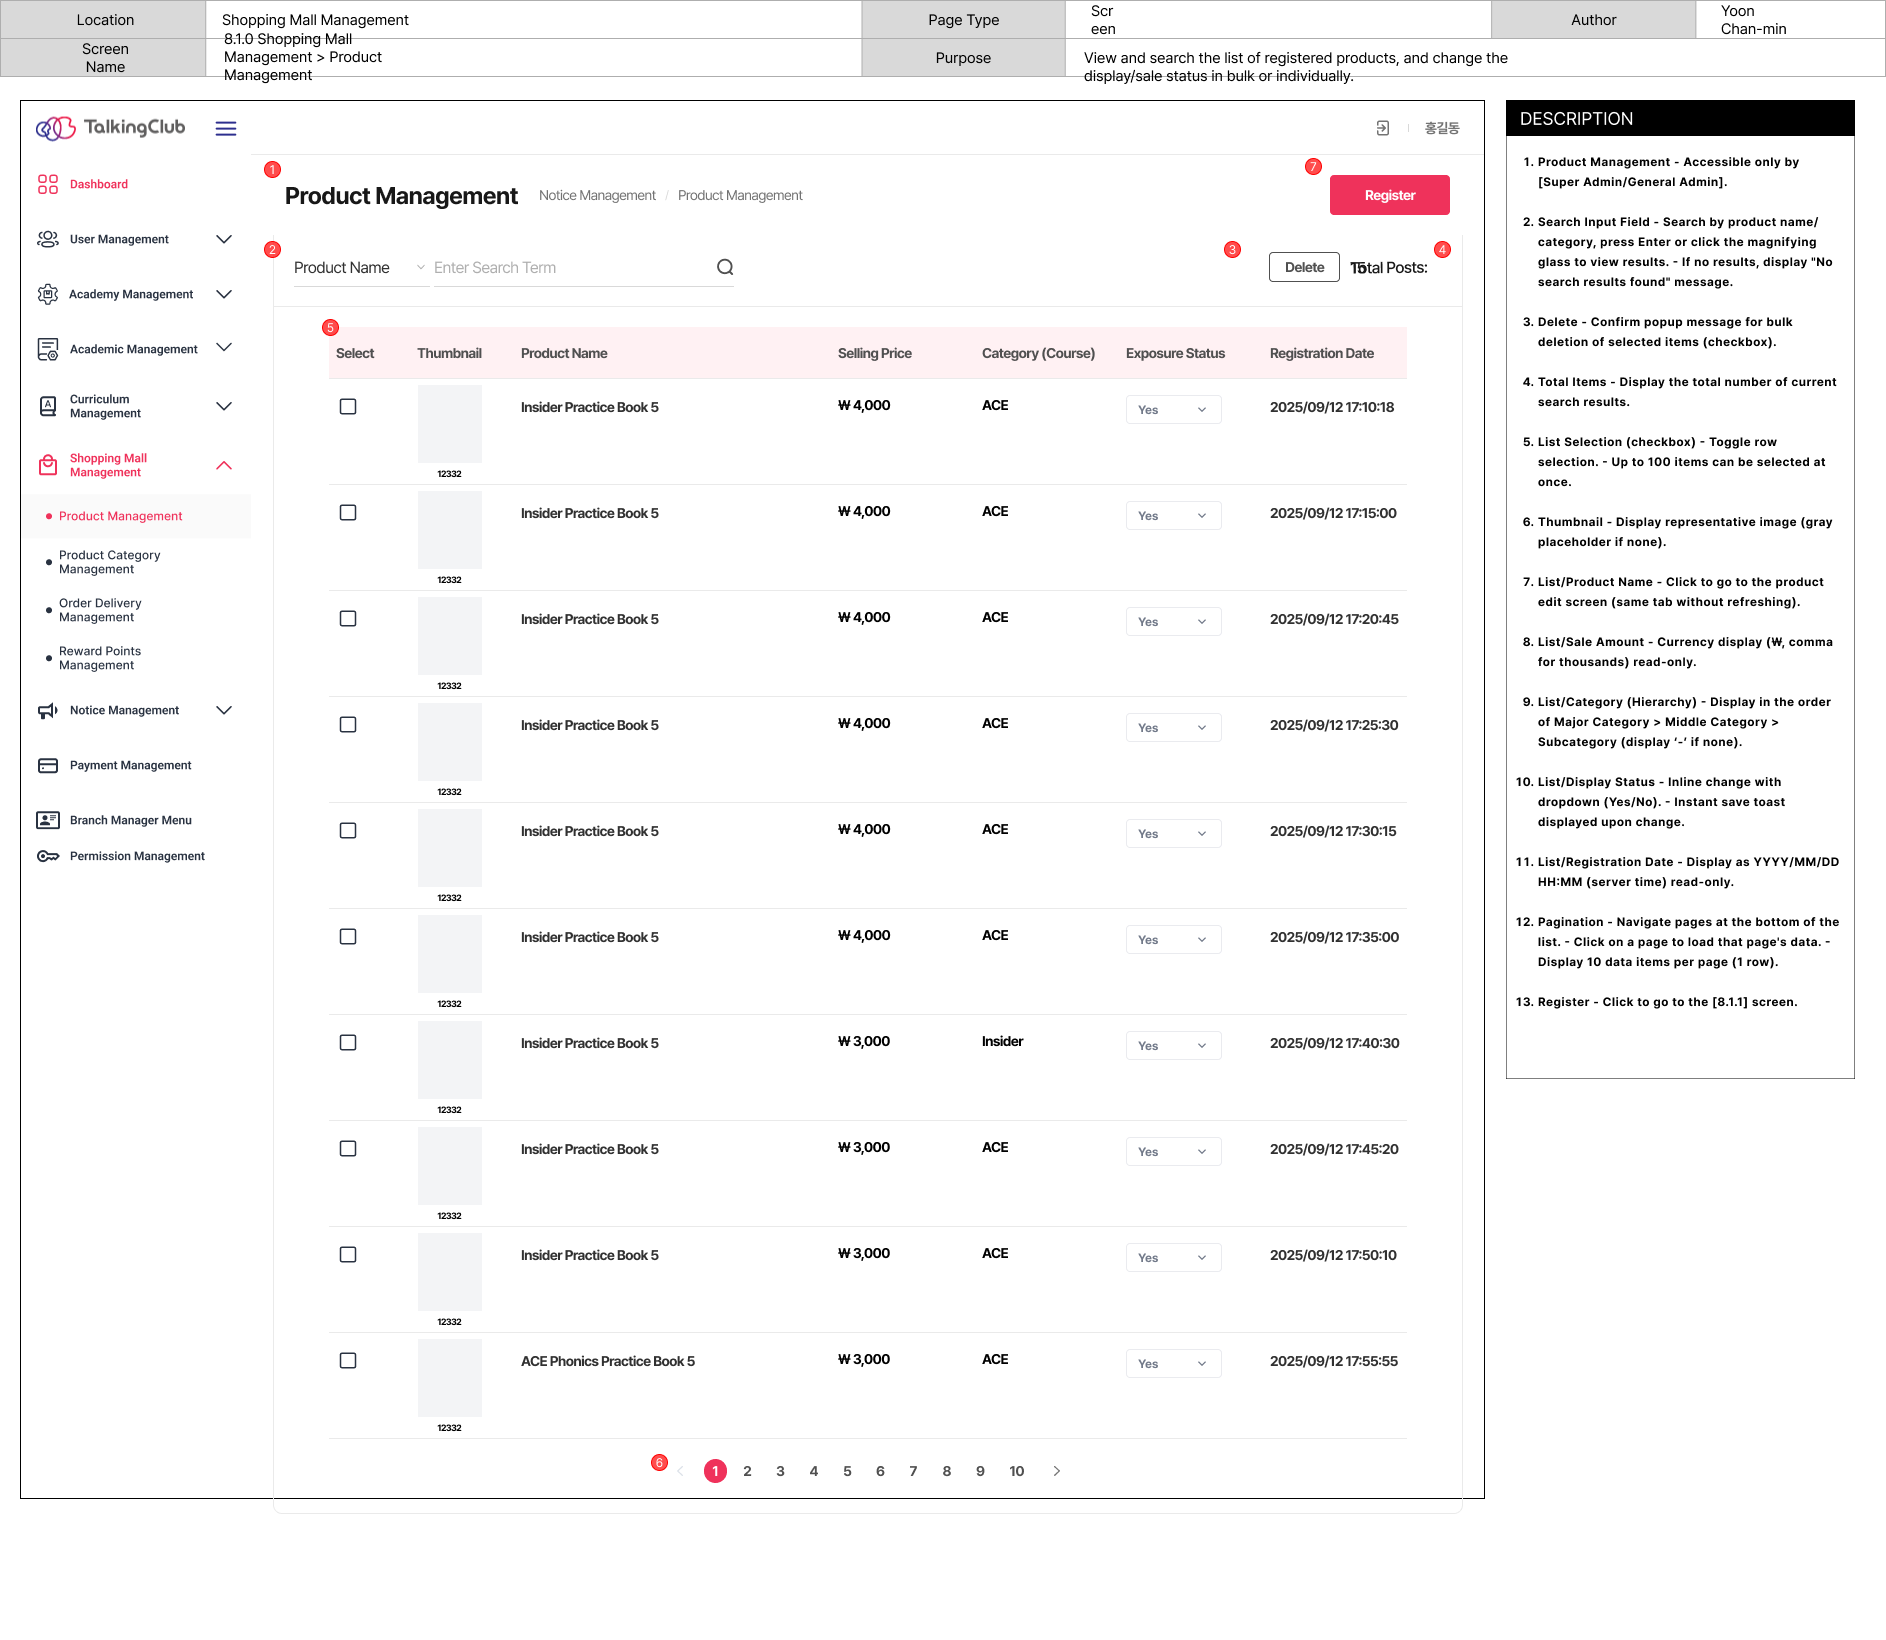 Location
Shopping Mall Management
Page Type
Scr
een
Author
Yoon
Chan-min
Screen
Name
8.1.0 Shopping Mall
Management > Product
Management
Purpose
View and search the list of registered products, and change the
display/sale status in bulk or individually.
TalkingClub
홍길동
Dashboard
User Management
Academy Management
Academic Management
Curriculum
Management
Shopping Mall
Management
Product Management
Product Category
Management
Order Delivery
Management
Reward Points
Management
Notice Management
Payment Management
Branch Manager Menu
Permission Management
1
Product Management
Notice Management / Product Management
7
Register
2
Product Name
Enter Search Term
3
Delete
4
Total Posts:
15
5
Select Thumbnail Product Name Selling Price Category (Course) Exposure Status Registration Date
Insider Practice Book 5 ₩ 4,000 ACE Yes 2025/09/12 17:10:18
12332
Insider Practice Book 5 ₩ 4,000 ACE Yes 2025/09/12 17:15:00
12332
Insider Practice Book 5 ₩ 4,000 ACE Yes 2025/09/12 17:20:45
12332
Insider Practice Book 5 ₩ 4,000 ACE Yes 2025/09/12 17:25:30
12332
Insider Practice Book 5 ₩ 4,000 ACE Yes 2025/09/12 17:30:15
12332
Insider Practice Book 5 ₩ 4,000 ACE Yes 2025/09/12 17:35:00
12332
Insider Practice Book 5 ₩ 3,000 Insider Yes 2025/09/12 17:40:30
12332
Insider Practice Book 5 ₩ 3,000 ACE Yes 2025/09/12 17:45:20
12332
Insider Practice Book 5 ₩ 3,000 ACE Yes 2025/09/12 17:50:10
12332
ACE Phonics Practice Book 5 ₩ 3,000 ACE Yes 2025/09/12 17:55:55
12332
6
1 2 3 4 5 6 7 8 9 10
DESCRIPTION
1. Product Management - Accessible only by
[Super Admin/General Admin].
2. Search Input Field - Search by product name/
category, press Enter or click the magnifying
glass to view results. - If no results, display "No
search results found" message.
3. Delete - Confirm popup message for bulk
deletion of selected items (checkbox).
4. Total Items - Display the total number of current
search results.
5. List Selection (checkbox) - Toggle row
selection. - Up to 100 items can be selected at
once.
6. Thumbnail - Display representative image (gray
placeholder if none).
7. List/Product Name - Click to go to the product
edit screen (same tab without refreshing).
8. List/Sale Amount - Currency display (₩, comma
for thousands) read-only.
9. List/Category (Hierarchy) - Display in the order
of Major Category > Middle Category >
Subcategory (display ‘-’ if none).
10. List/Display Status - Inline change with
dropdown (Yes/No). - Instant save toast
displayed upon change.
11. List/Registration Date - Display as YYYY/MM/DD
HH:MM (server time) read-only.
12. Pagination - Navigate pages at the bottom of the
list. - Click on a page to load that page's data. -
Display 10 data items per page (1 row).
13. Register - Click to go to the [8.1.1] screen.